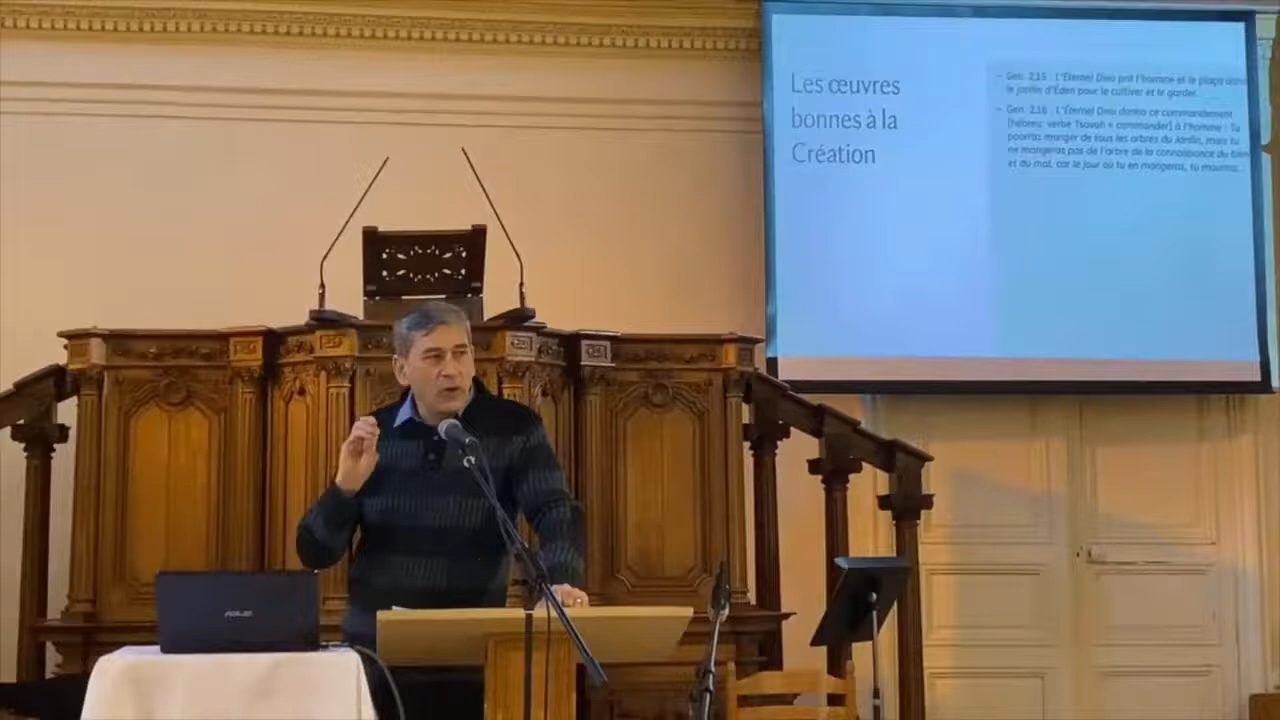 Les œuvres
bonnes à la
Création
– Gen. 2.15 : L'Éternel Dieu prit l'homme et le plaça dans
le jardin d'Éden pour le cultiver et le garder.
– Gen. 2.16 : L'Éternel Dieu donna ce commandement
[hébreu: verbe Tsavah = commander] à l'homme : Tu
pourras manger de tous les arbres du Jardin, mais tu
ne mangeras pas de l'arbre de la connaissance du bien
et du mal, car le jour où tu en mangeras, tu mourras.
ASUS